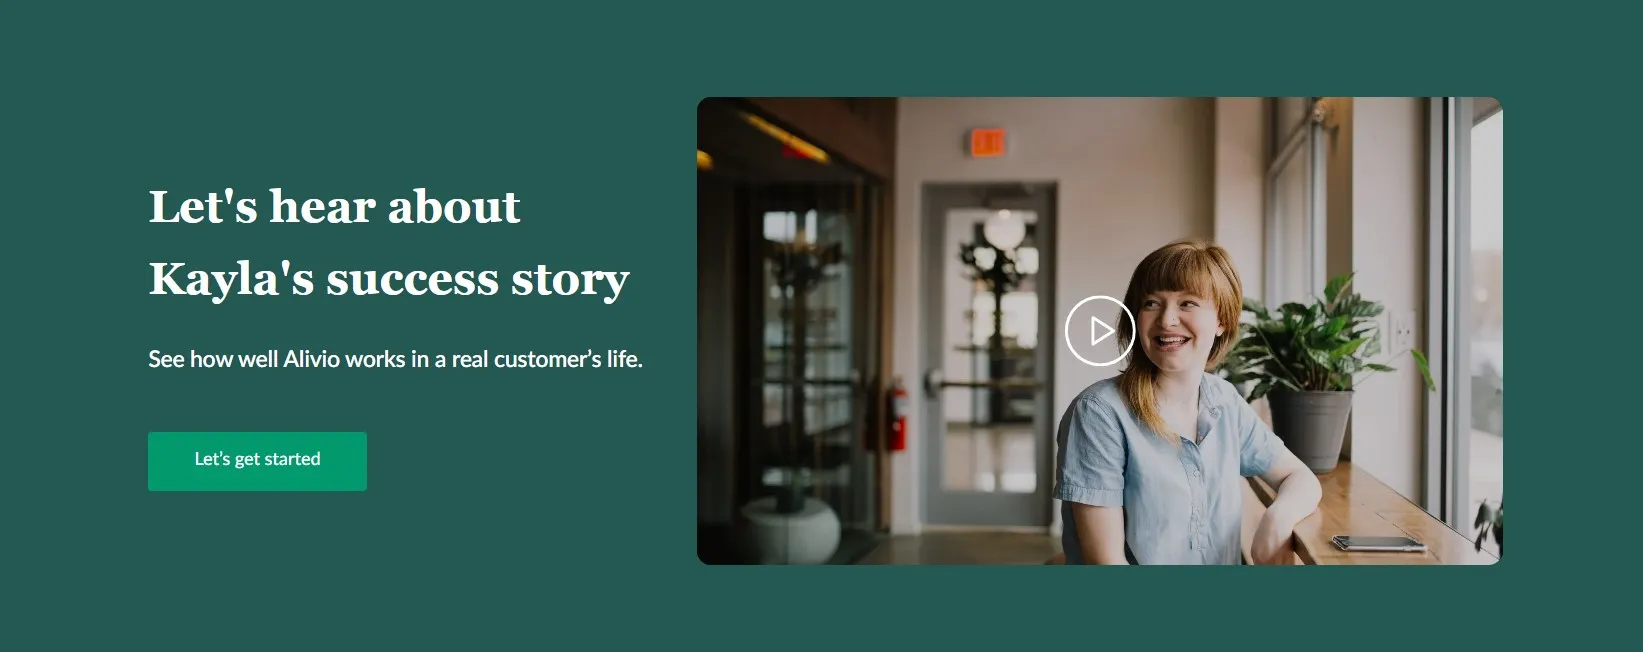 Let's hear about
Kayla's success story
See how well Alivio works in a real customer’s life.
Let’s get started
EXIT